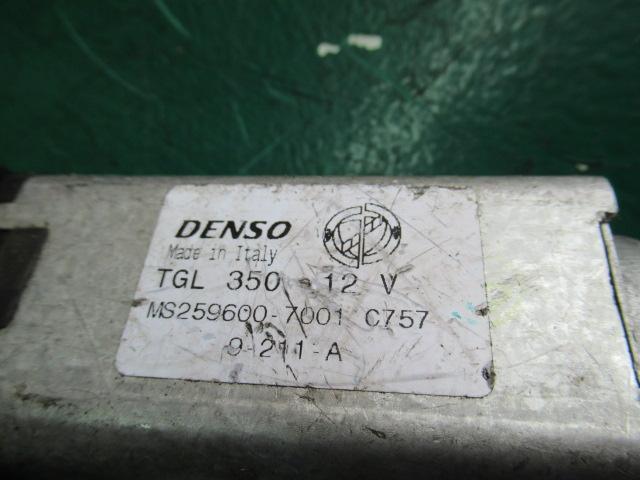 DENSO
Made in Italy
TGL 350 12 V
MS259600-7001 C757
9-211-A